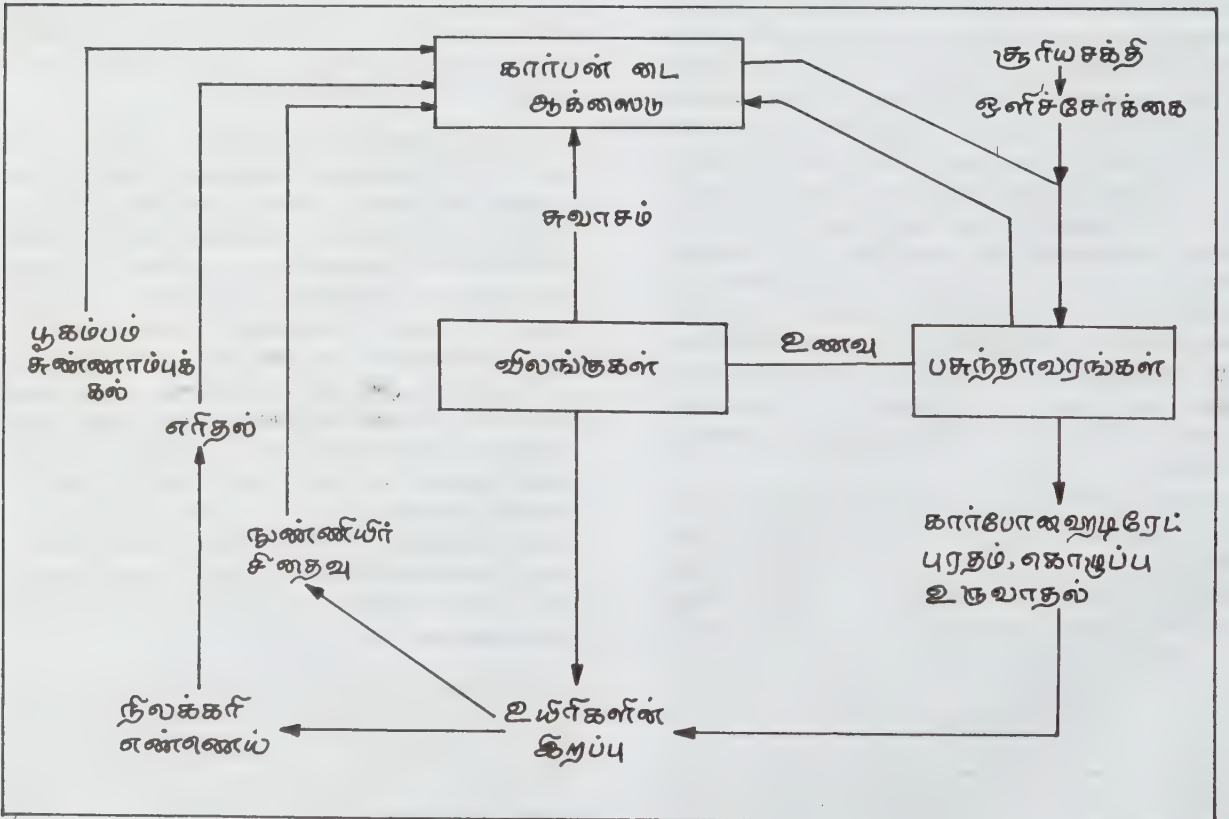 கார்பன் டை
ஆக்ஸைடு
சூரியசக்தி
ஒளிச்சேர்க்கை
சுவாசம்
பூகம்பம்
சுண்ணாம்புக்
கல்
விலங்குகள்
உணவு
பசுந்தாவரங்கள்
எரிதல்
நுண்ணியிர்
சிதைவு
கார்போஹைடிரேட்
புரதம், கொழுப்பு
உருவாதல்
நிலக்கரி
எண்ணெய்
உயிரிகளின்
இறப்பு